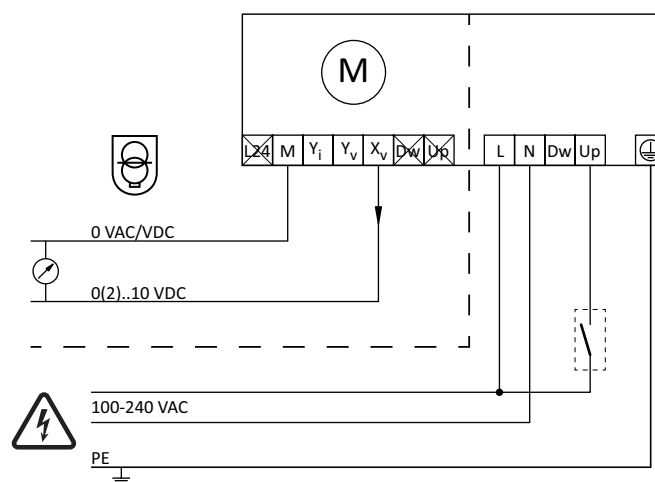 M
L24 M Yi Yv Xv Dw Up L N Dw Up
0 VAC/VDC
0(2)..10 VDC
100-240 VAC
PE